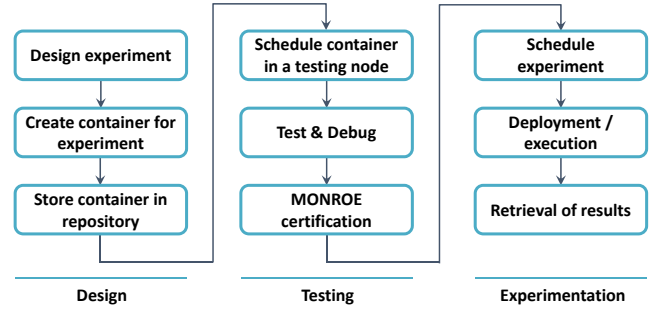 Design experiment
Create container for
experiment
Store container in
repository
Design
Schedule container
in a testing node
Test & Debug
MONROE
certification
Testing
Schedule
experiment
Deployment /
execution
Retrieval of results
Experimentation